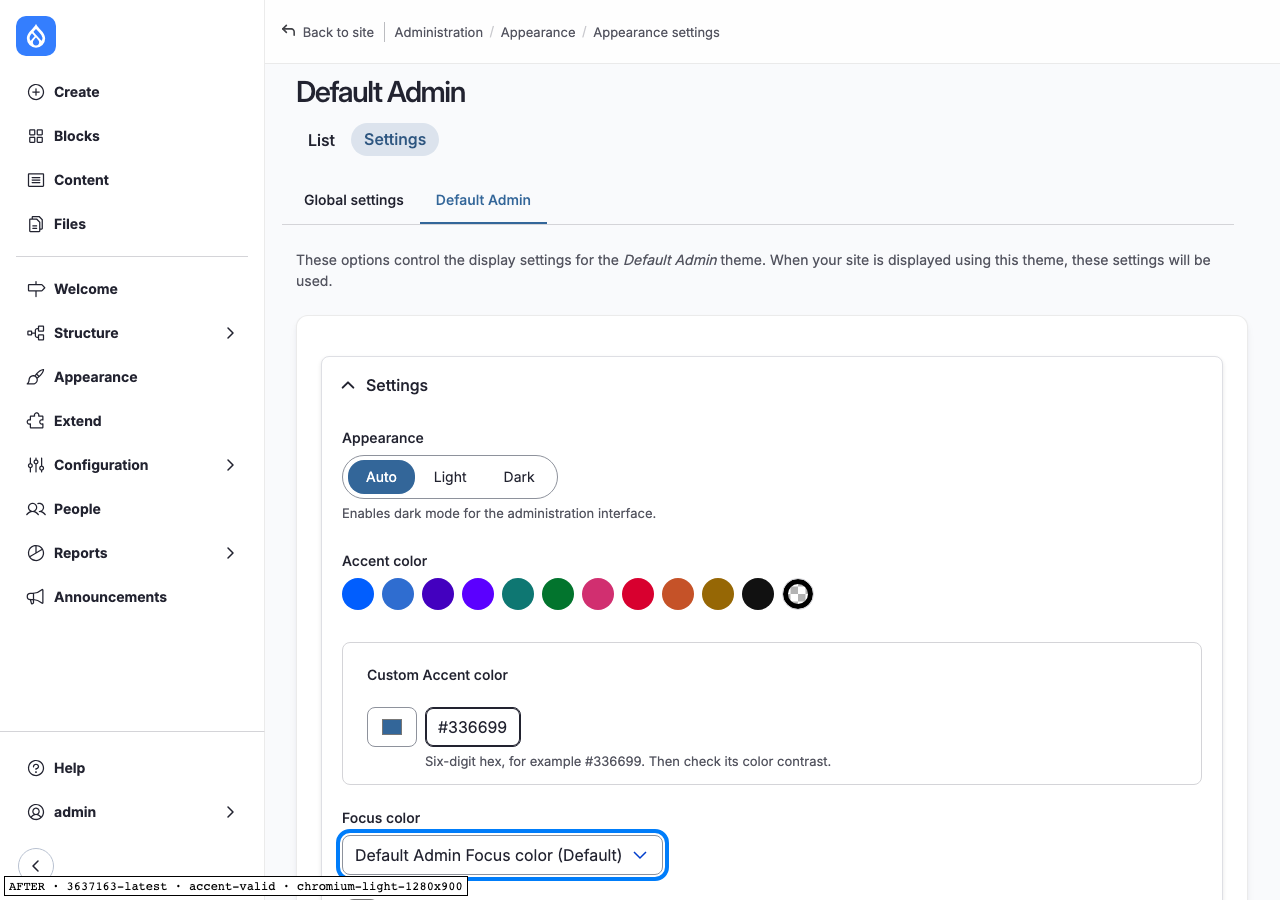 Back to site
Administration / Appearance / Appearance settings
Create
Blocks
Content
Files
Welcome
Structure
Appearance
Extend
Configuration
People
Reports
Announcements
Help
admin
Default Admin
List
Settings
Global settings
Default Admin
These options control the display settings for the Default Admin theme. When your site is displayed using this theme, these settings will be
used.
Settings
Appearance
Auto
Light
Dark
Enables dark mode for the administration interface.
Accent color
Custom Accent color
#336699
Six-digit hex, for example #336699. Then check its color contrast.
Focus color
Default Admin Focus color (Default)
AFTER · 3637163-latest · accent-valid · chromium-light-1280x900